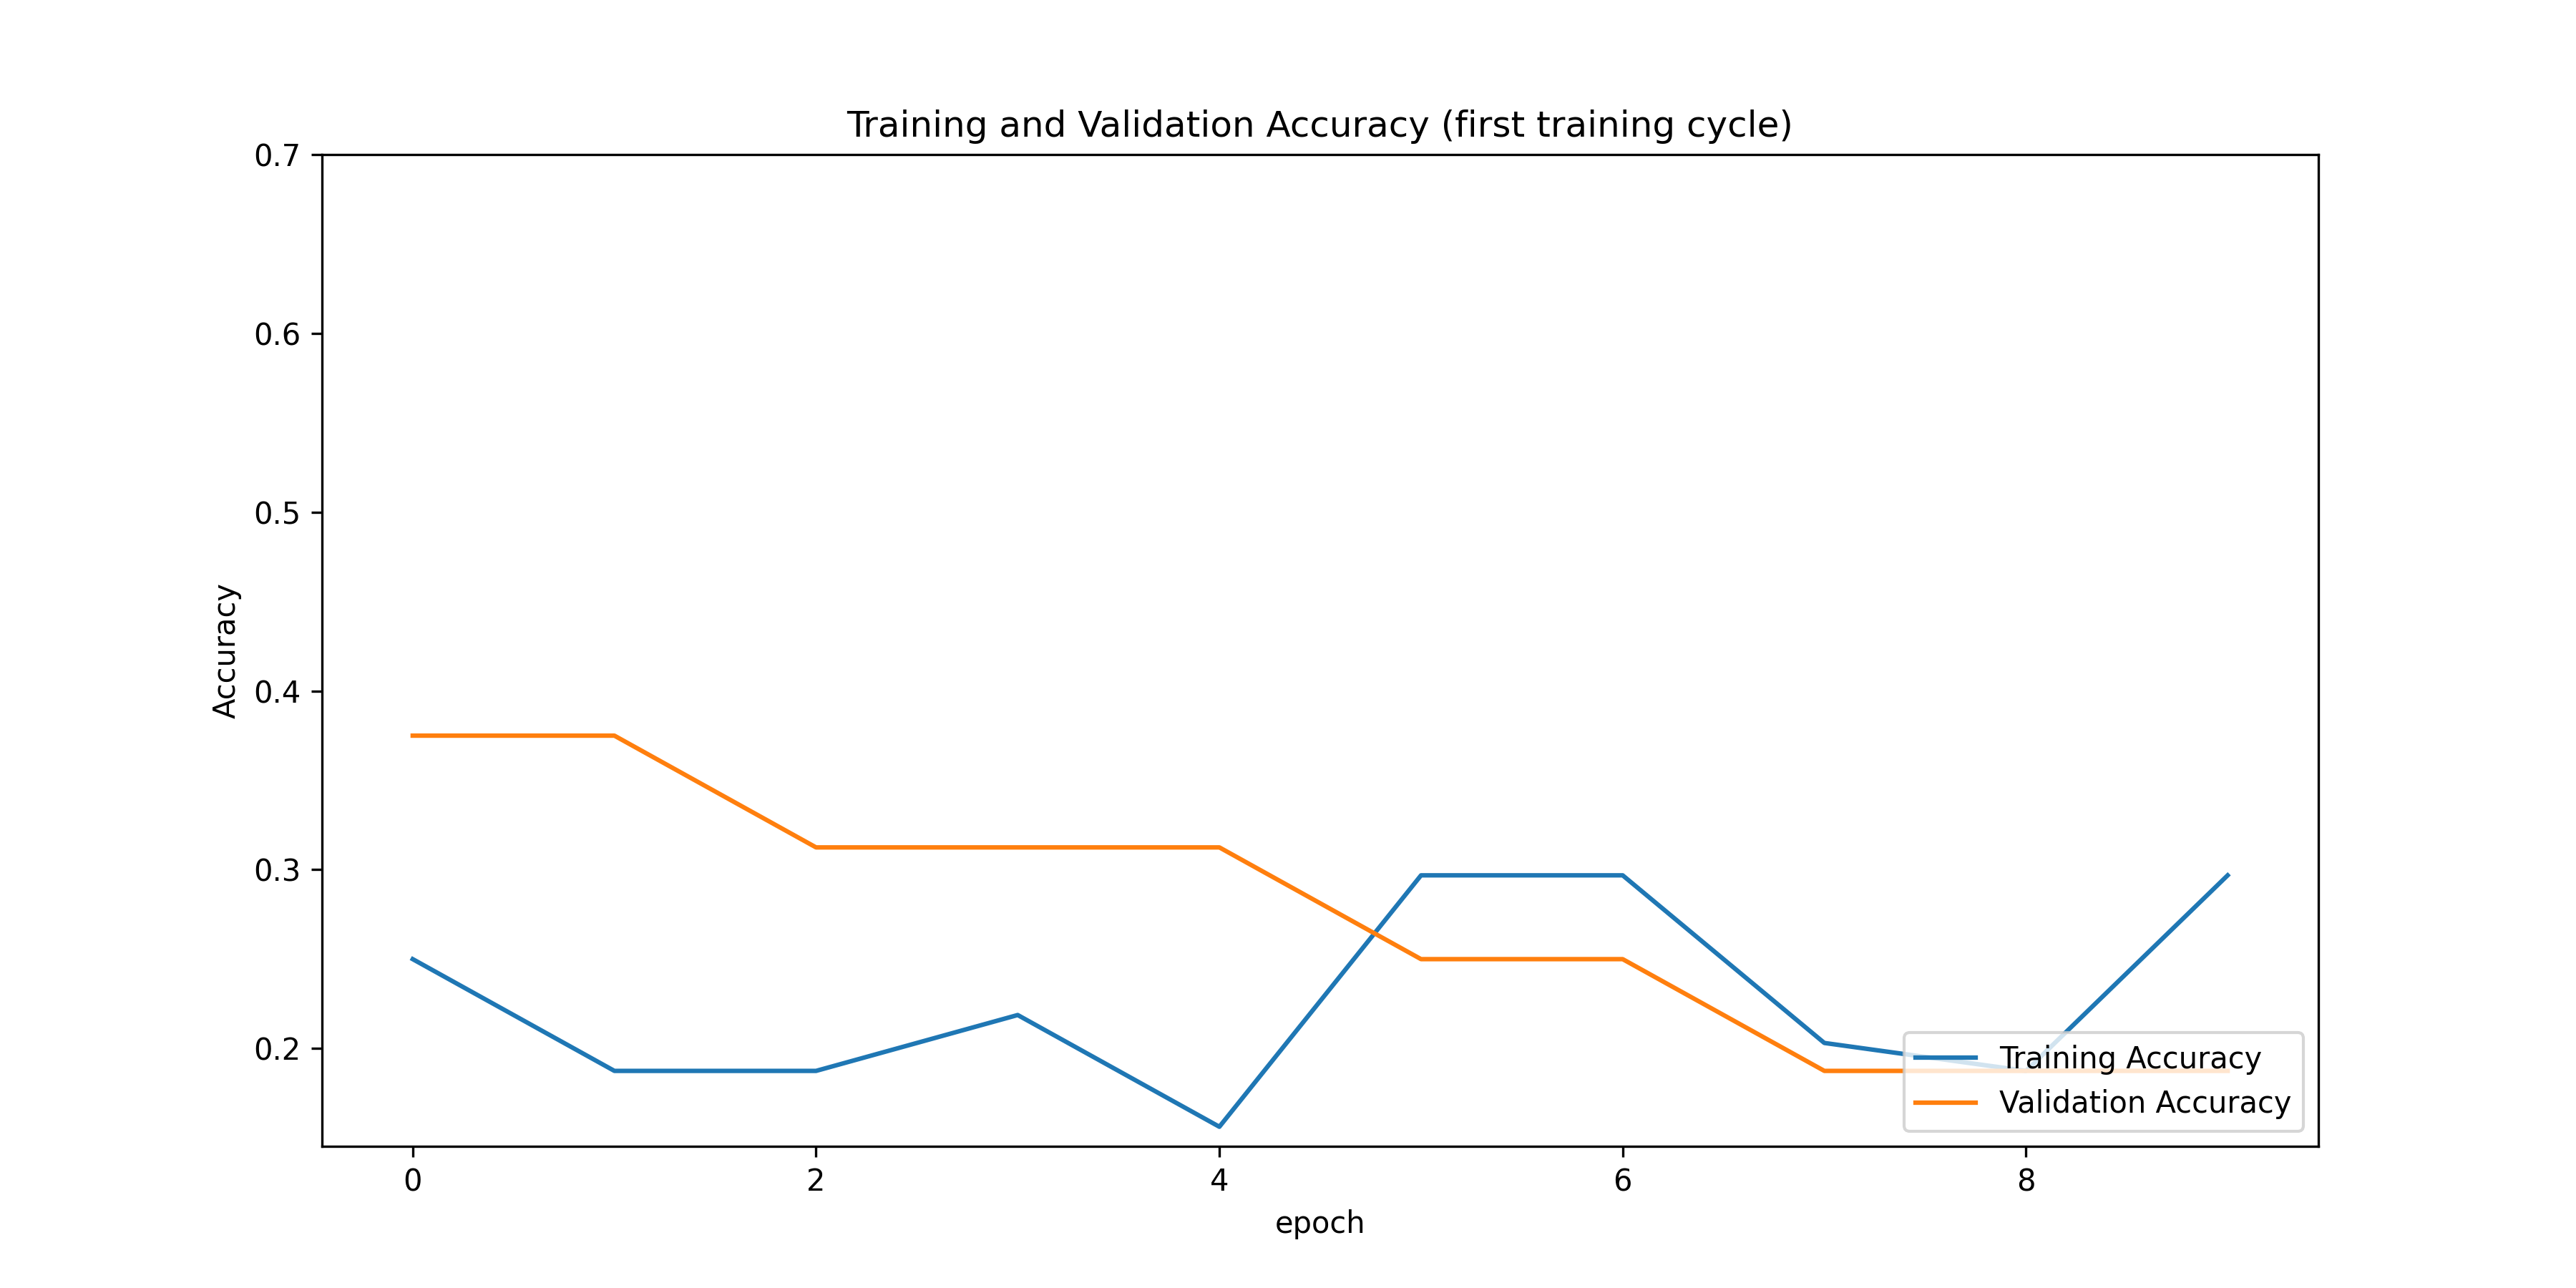 Training and Validation Accuracy (first training cycle)
0.7
0.6
0.5
0.4
0.3
0.2
Accuracy
Training Accuracy
Validation Accuracy
0 2 4 6 8
epoch